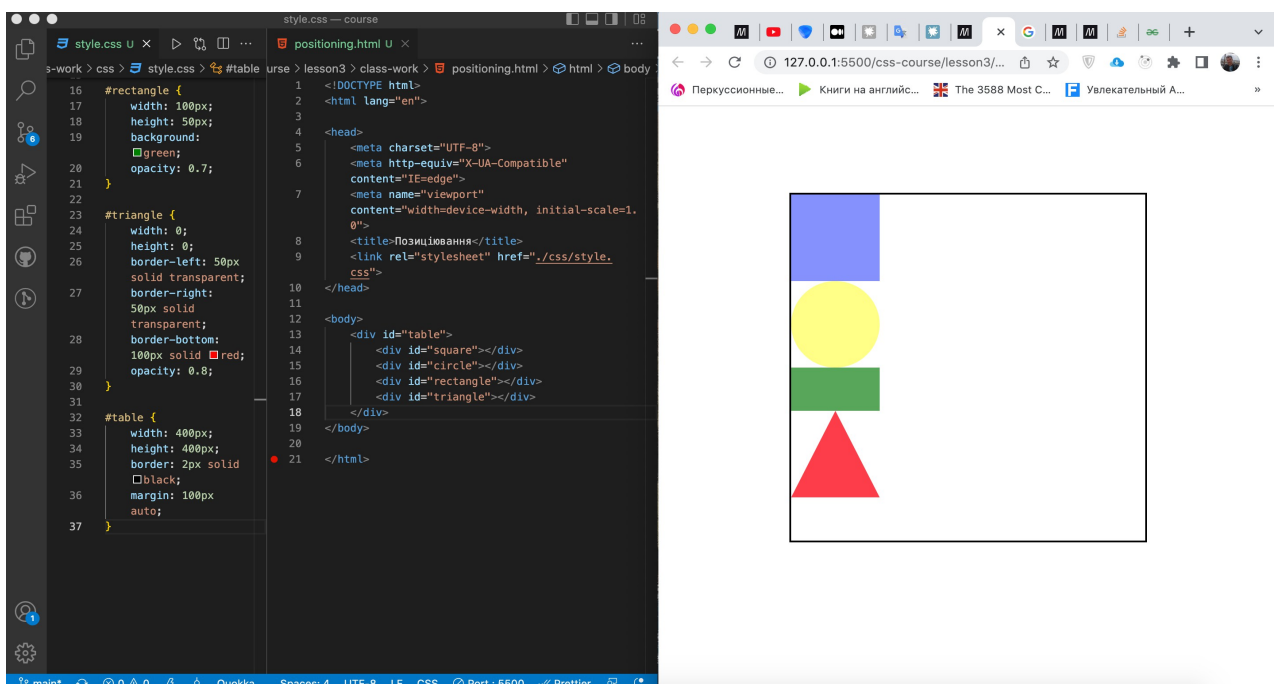 style.css — course
style.css U
positioning.html U
s-work > css > style.css > #table
urse > lesson3 > class-work > positioning.html > html > body
16 #rectangle {
17 width: 100px;
18 height: 50px;
19 background:
green;
20 opacity: 0.7;
21 }
22
23 #triangle {
24 width: 0;
25 height: 0;
26 border-left: 50px
solid transparent;
27 border-right:
50px solid
transparent;
28 border-bottom:
100px solid red;
29 opacity: 0.8;
30 }
31
32 #table {
33 width: 400px;
34 height: 400px;
35 border: 2px solid
black;
36 margin: 100px
auto;
37 }
1 <!DOCTYPE html>
2 <html lang="en">
3
4 <head>
5 <meta charset="UTF-8">
6 <meta http-equiv="X-UA-Compatible"
content="IE=edge">
7 <meta name="viewport"
content="width=device-width, initial-scale=1.
0">
8 <title>Позиціювання</title>
9 <link rel="stylesheet" href="./css/style.
css">
10 </head>
11
12 <body>
13 <div id="table">
14 <div id="square"></div>
15 <div id="circle"></div>
16 <div id="rectangle"></div>
17 <div id="triangle"></div>
18 </div>
19 </body>
20
21 </html>
6
1
main* 0 0 Quokka Spaces: 4 UTF-8 LF CSS Port : 5500 Prettier
127.0.0.1:5500/css-course/lesson3/...
Перкуссионные... Книги на английс... The 3588 Most C... Увлекательный А...